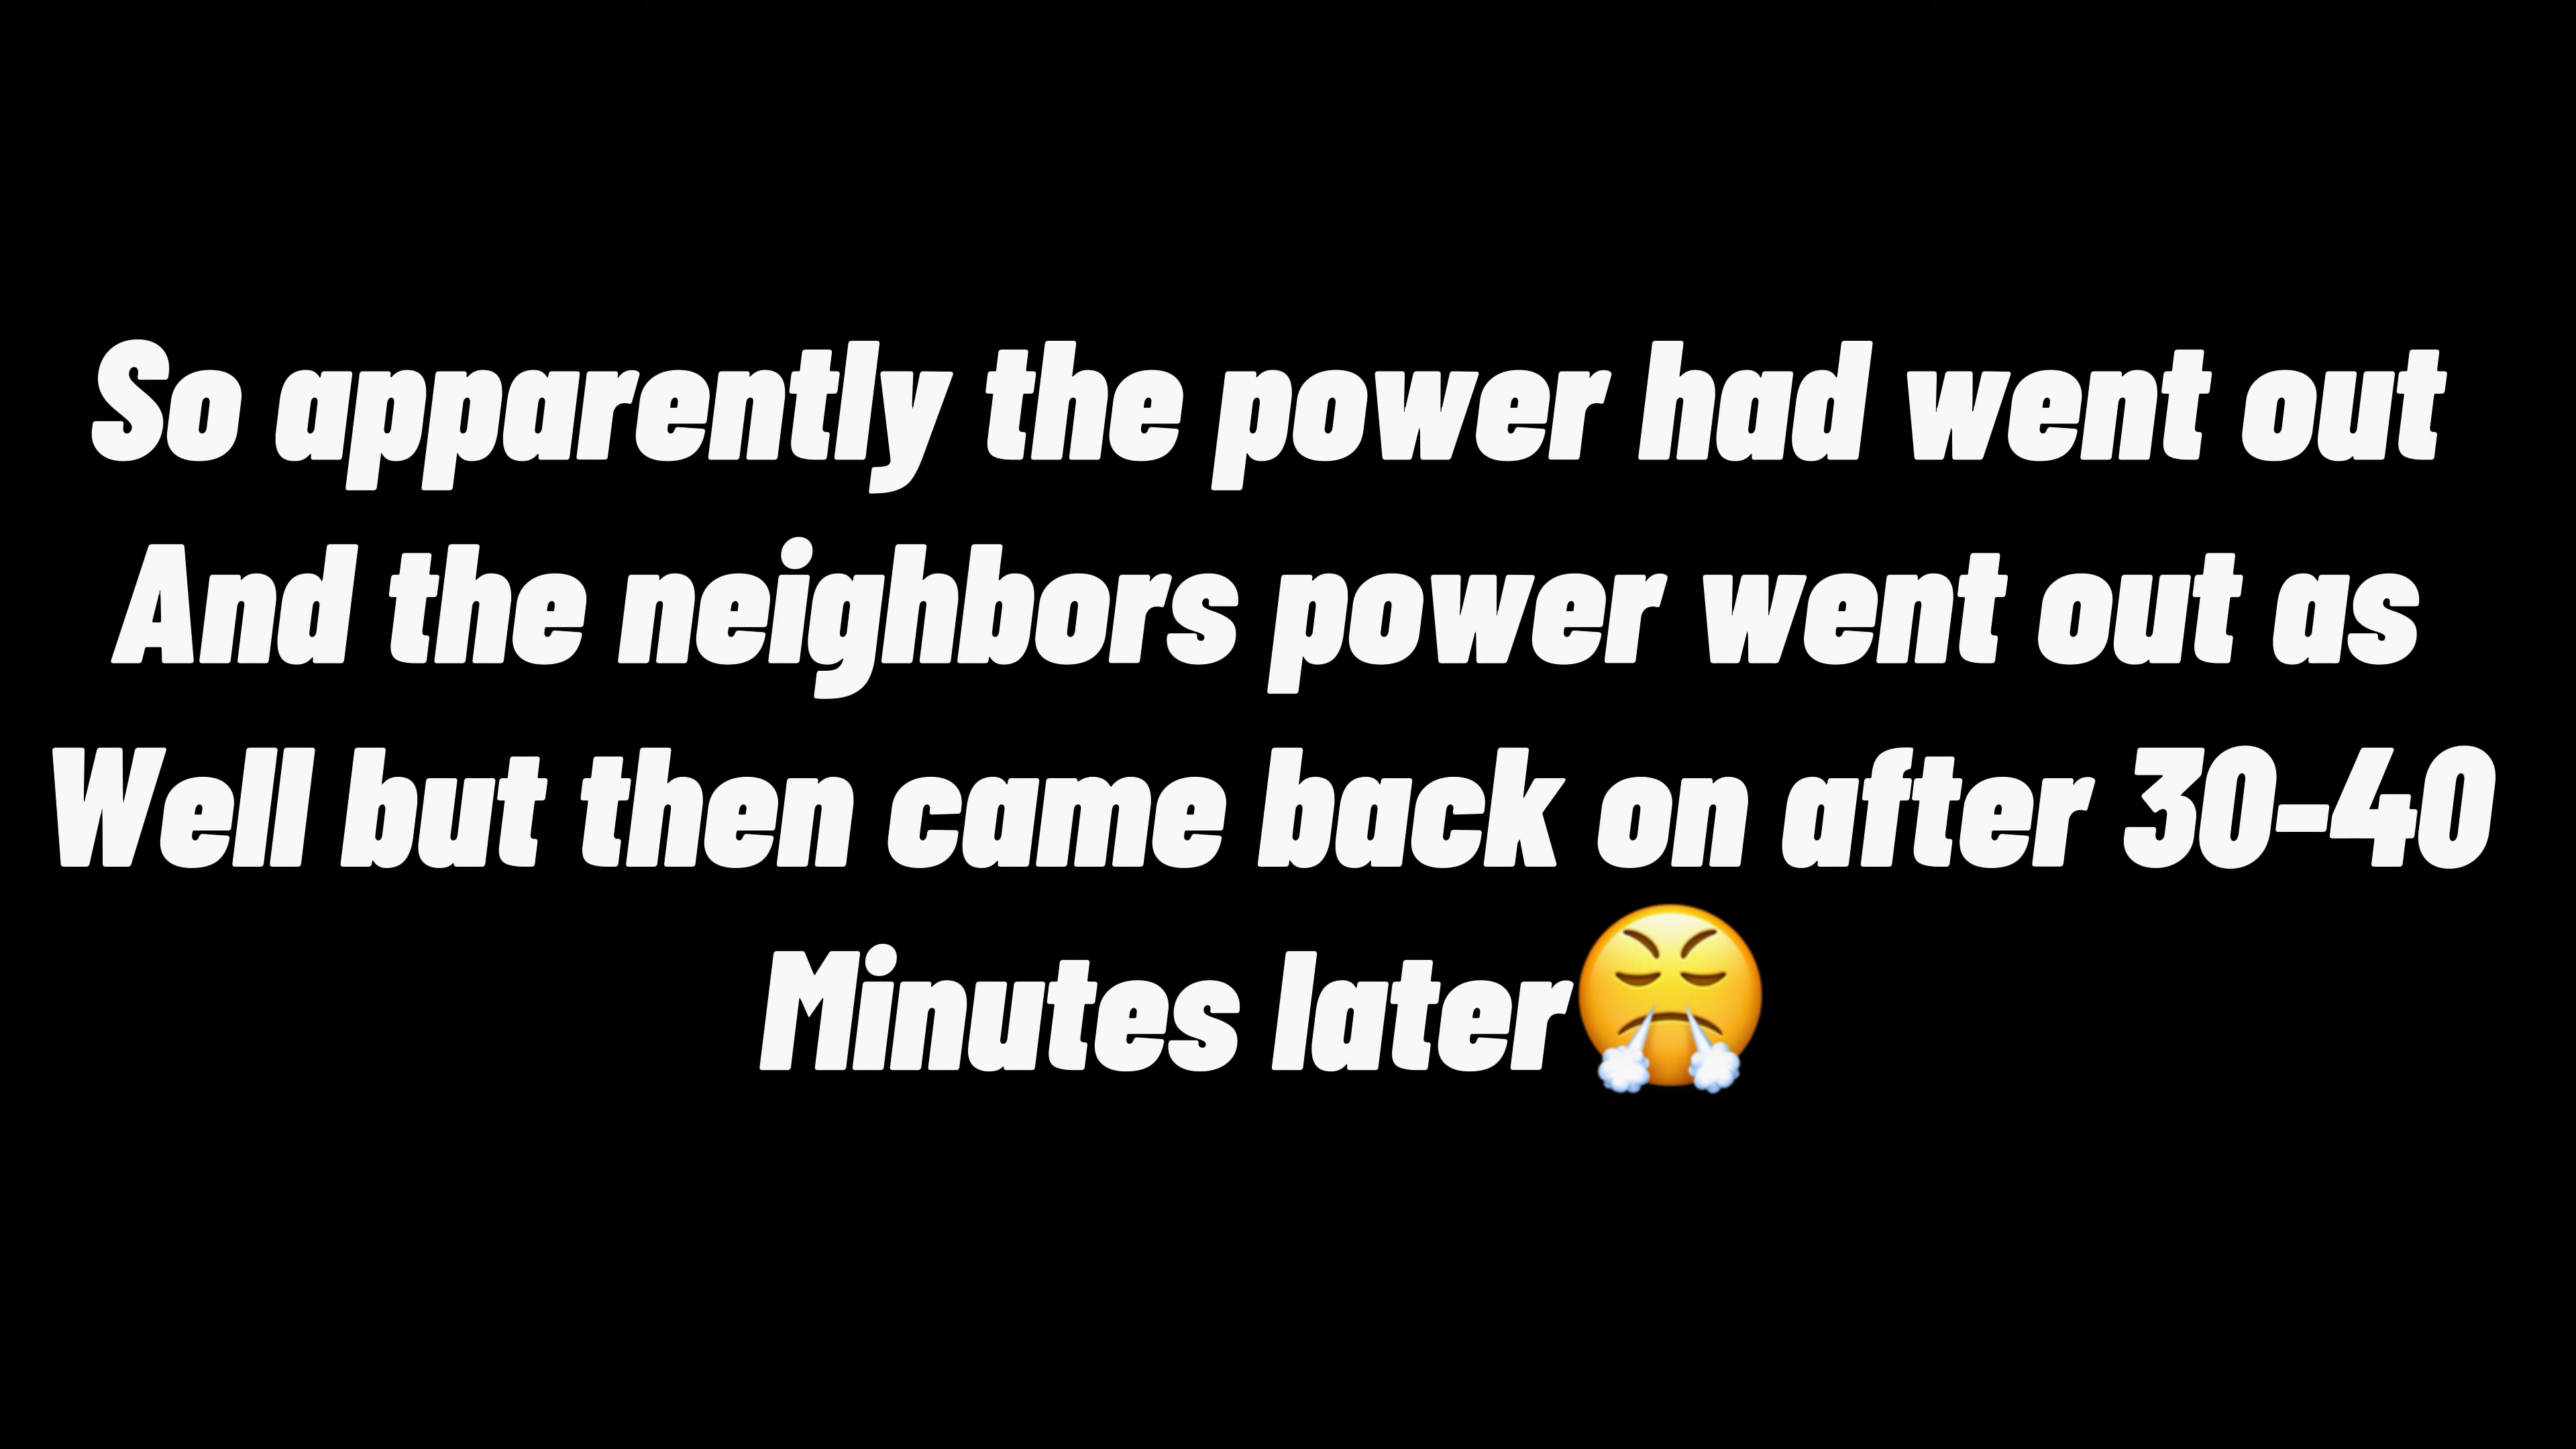 So apparently the power had went out
And the neighbors power went out as
Well but then came back on after 30-40
Minutes later😤